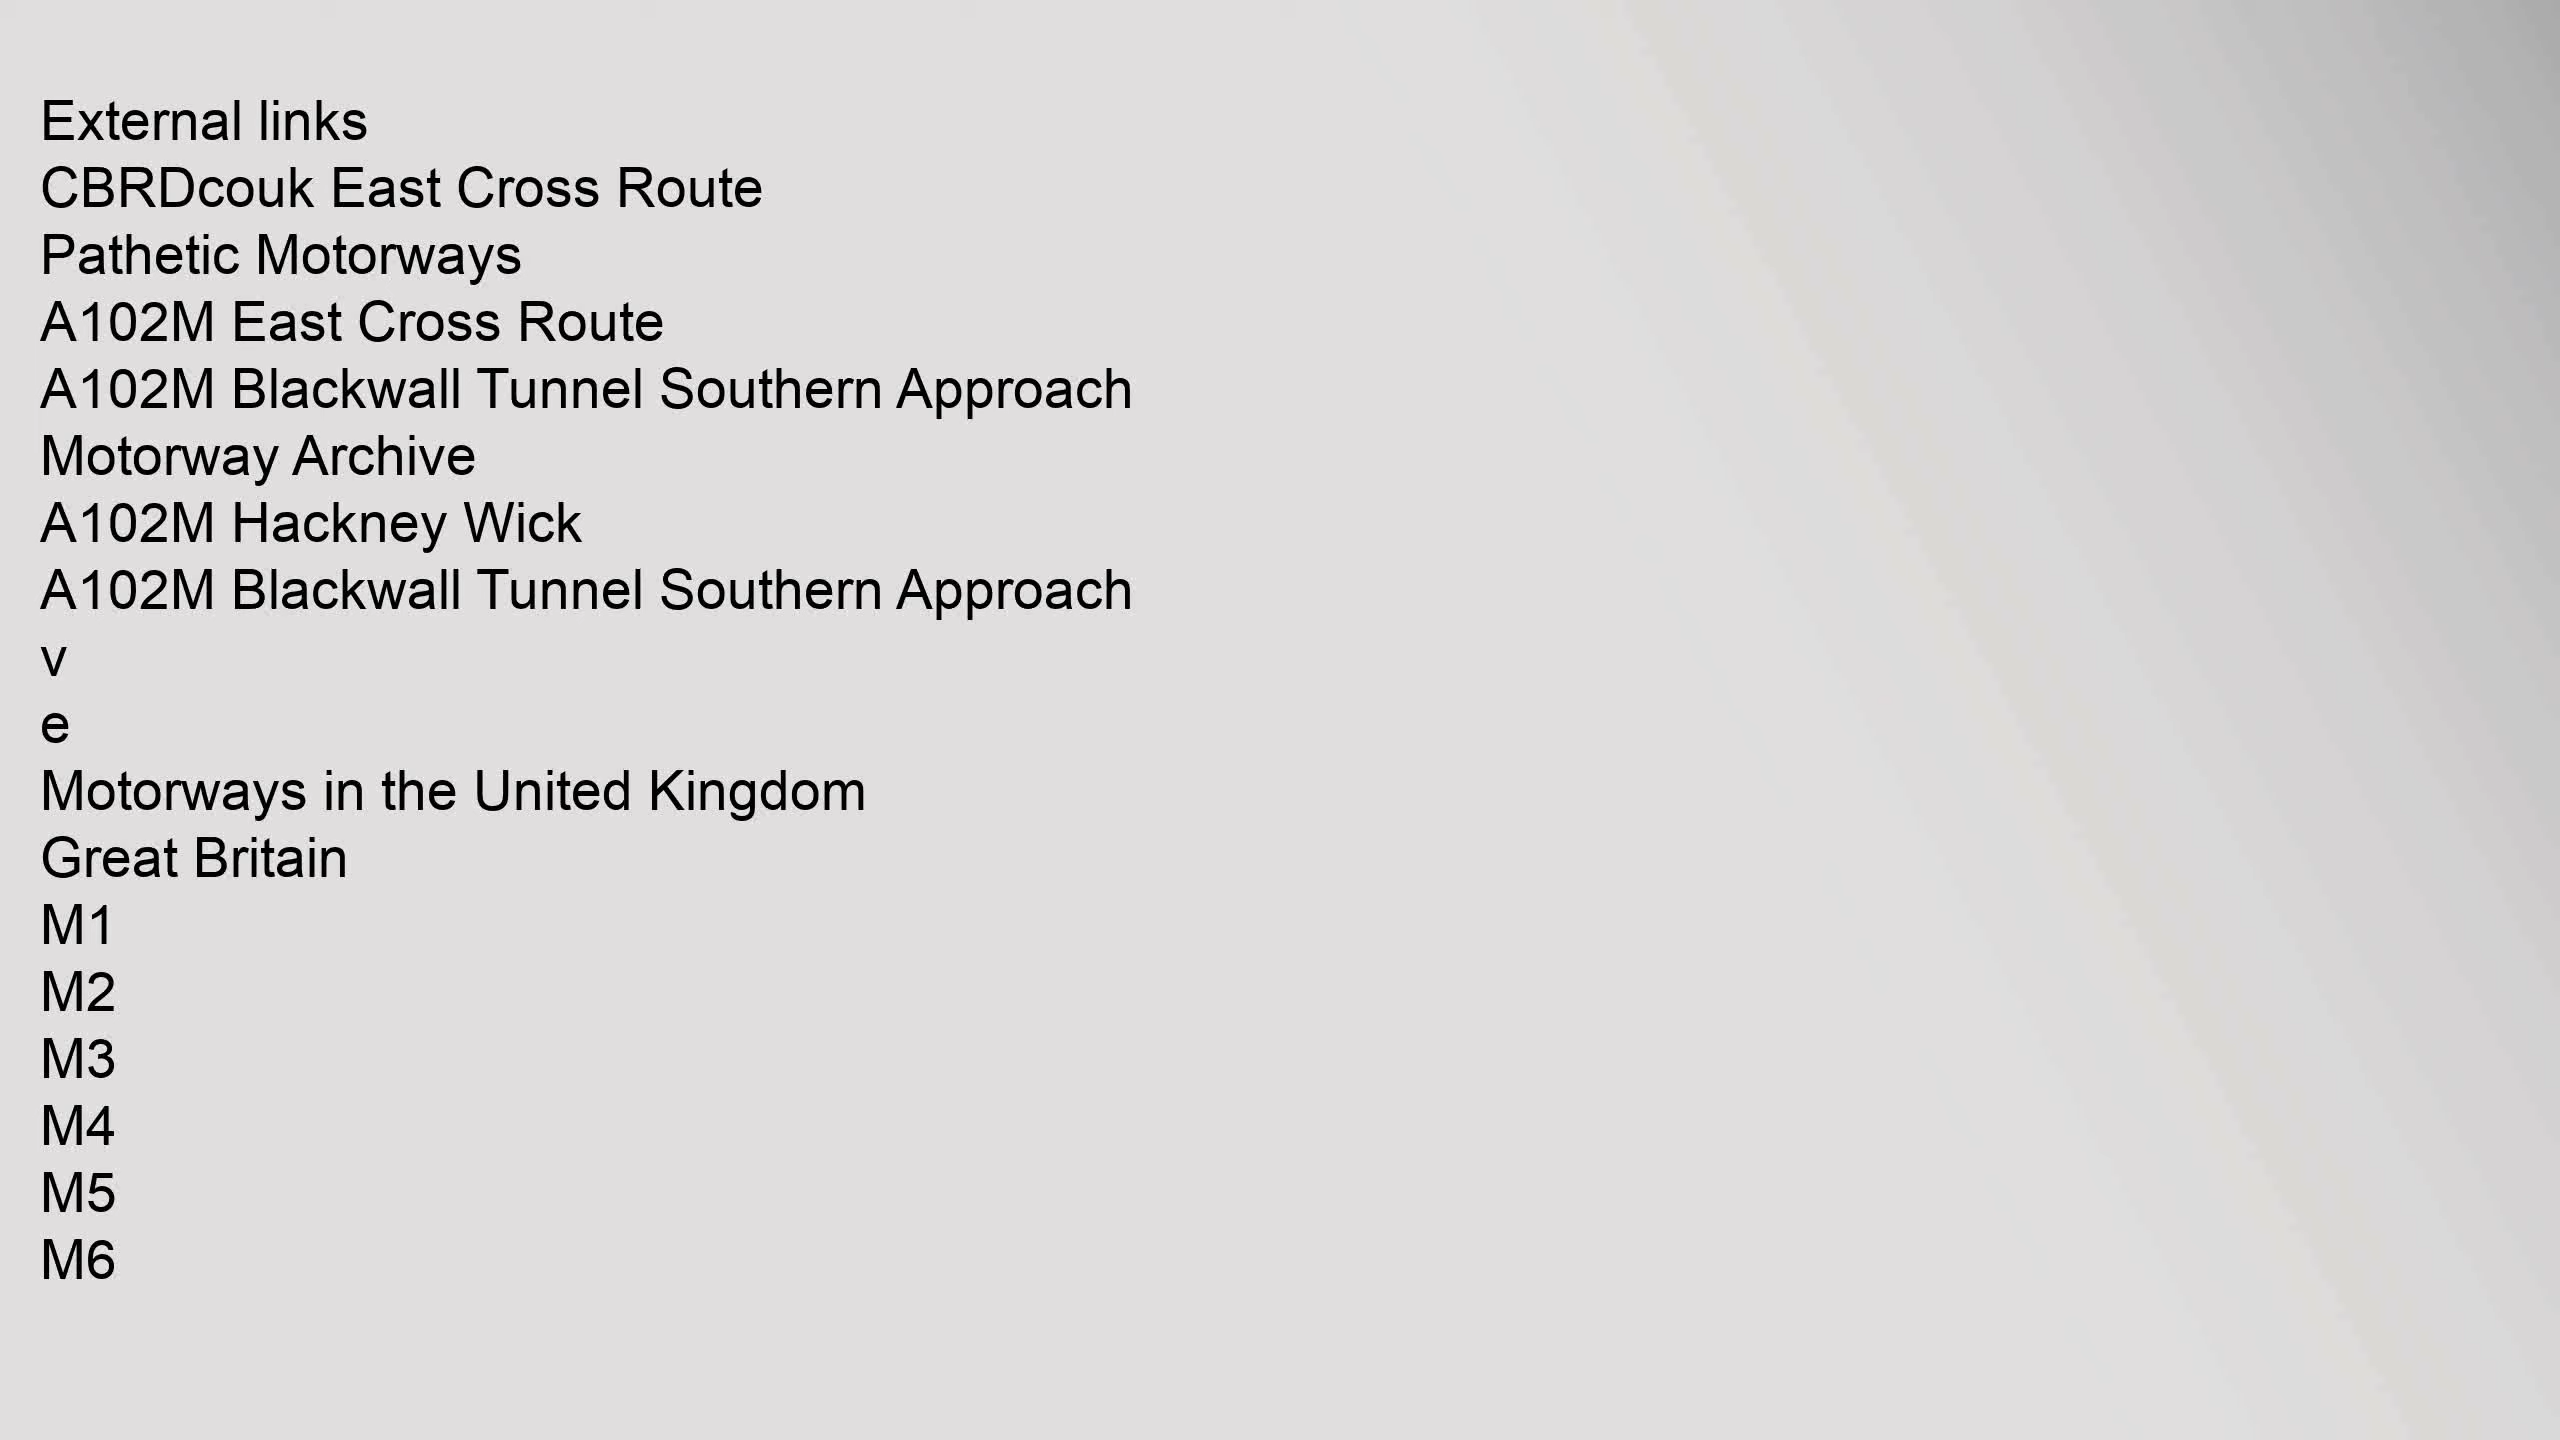 External links
CBRDcouk East Cross Route
Pathetic Motorways
A102M East Cross Route
A102M Blackwall Tunnel Southern Approach
Motorway Archive
A102M Hackney Wick
A102M Blackwall Tunnel Southern Approach
v
e
Motorways in the United Kingdom
Great Britain
M1
M2
M3
M4
M5
M6